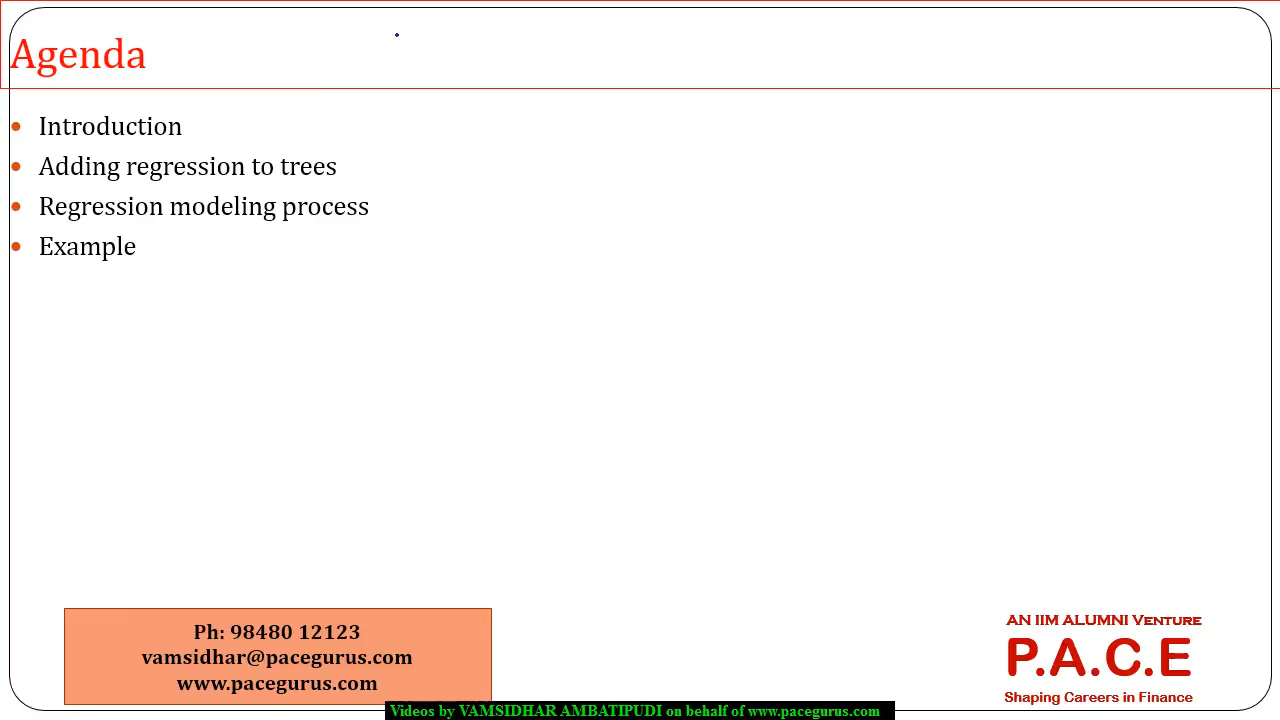 Agenda
Introduction
Adding regression to trees
Regression modeling process
Example
Ph: 98480 12123
vamsidhar@pacegurus.com
www.pacegurus.com
AN IIM ALUMNI VENTURE
P.A.C.E
Shaping Careers in Finance
Videos by VAMSIDHAR AMBATIPUDI on behalf of www.pacegurus.com